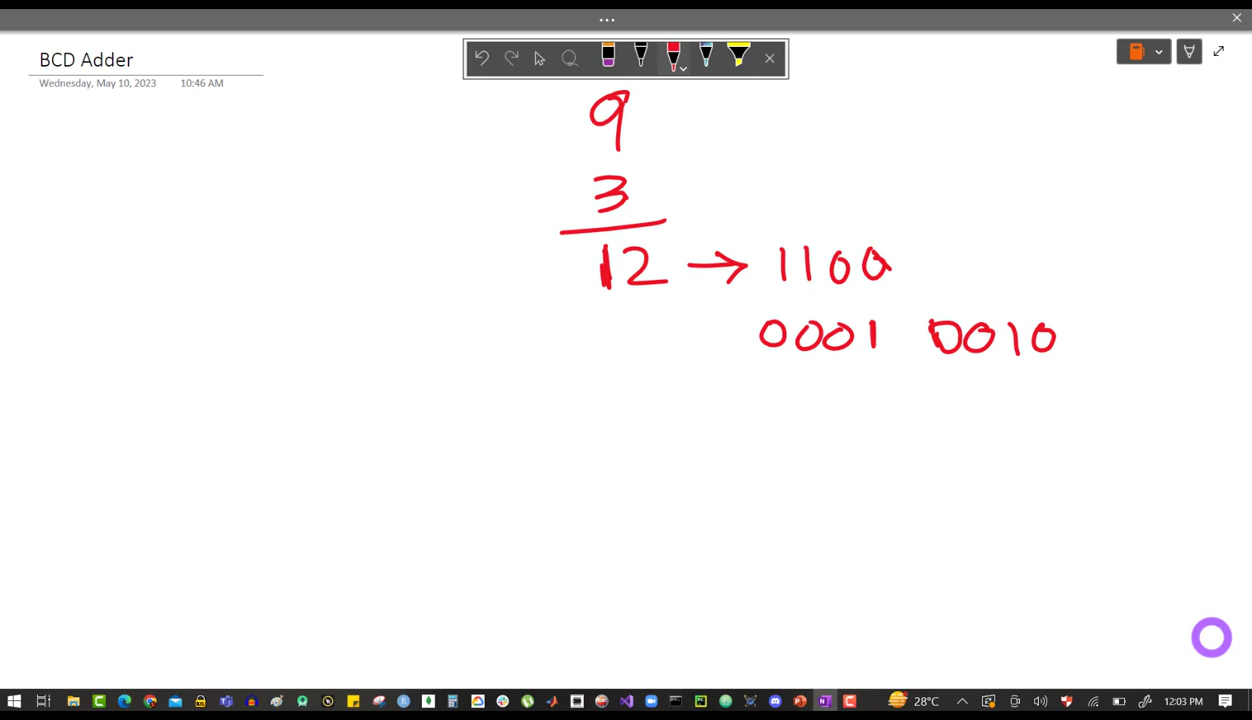 BCD Adder
Wednesday, May 10, 2023 10:46 AM
9
3
12 → 1100
0001 0010
28°C
12:03 PM